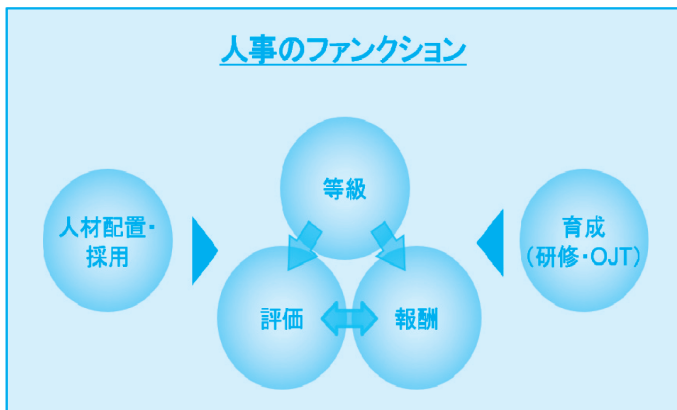 人事のファンクション
等級
人材配置・
採用
育成
(研修・OJT)
評価
報酬